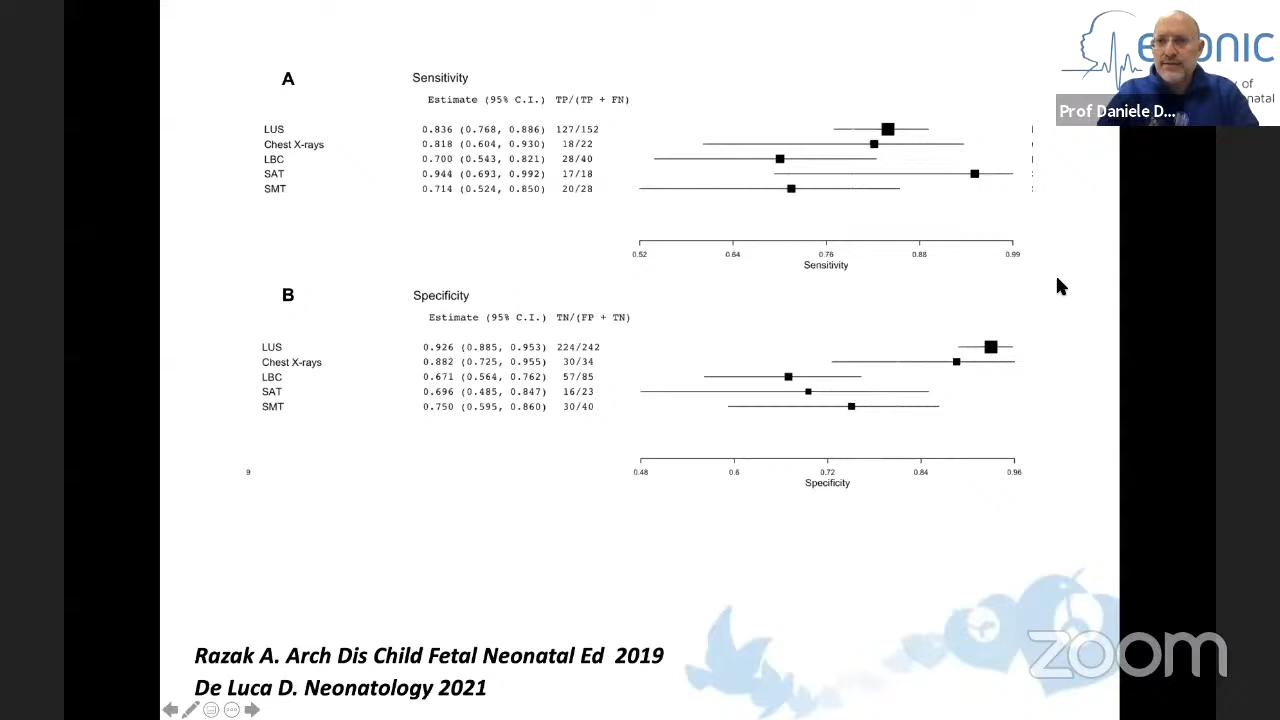 A Sensitivity
Estimate (95% C.I.) TP/(TP + FN)
LUS 0.836 (0.768, 0.886) 127/152
Chest X-rays 0.818 (0.604, 0.930) 18/22
LBC 0.700 (0.543, 0.821) 28/40
SAT 0.944 (0.693, 0.992) 17/18
SMT 0.714 (0.524, 0.850) 20/28
0.52 0.64 0.76 0.88 0.99
Sensitivity
B Specificity
Estimate (95% C.I.) TN/(FP + TN)
LUS 0.926 (0.885, 0.953) 224/242
Chest X-rays 0.882 (0.725, 0.955) 30/34
LBC 0.671 (0.564, 0.762) 57/85
SAT 0.696 (0.485, 0.847) 16/23
SMT 0.750 (0.595, 0.860) 30/40
9
0.48 0.6 0.72 0.84 0.96
Specificity
Razak A. Arch Dis Child Fetal Neonatal Ed 2019
De Luca D. Neonatology 2021
Prof Daniele D...
zoom